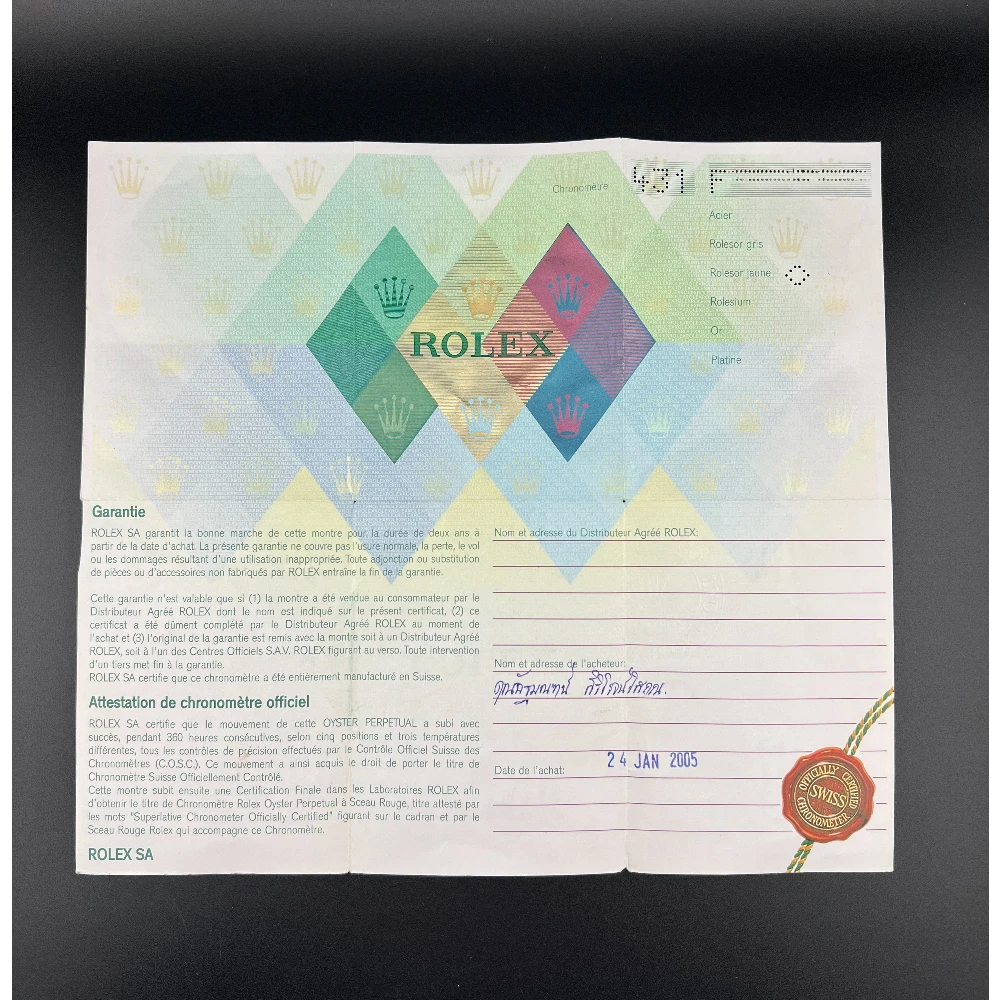 Chronomètre 431 F
Acier
Rolesor gris
Rolesor jaune
Rolesium
Or
Platine
ROLEX
Garantie
ROLEX SA garantit la bonne marche de cette montre pour la durée de deux ans à
partir de la date d'achat. La présente garantie ne couvre pas l'usure normale, la perte, le vol
ou les dommages résultant d'une utilisation inappropriée. Toute adjonction ou substitution
de pièces ou d'accessoires non fabriqués par ROLEX entraîne la fin de la garantie.
Cette garantie n'est valable que si (1) la montre a été vendue au consommateur par le
Distributeur Agréé ROLEX dont le nom est indiqué sur le présent certificat, (2) ce
certificat a été dûment complété par le Distributeur Agréé ROLEX au moment de
l'achat et (3) l'original de la garantie est remis avec la montre soit à un Distributeur Agréé
ROLEX, soit à l'un des Centres Officiels S.A.V. ROLEX figurant au verso. Toute intervention
d'un tiers met fin à la garantie.
ROLEX SA certifie que ce chronomètre a été entièrement manufacturé en Suisse.
Attestation de chronomètre officiel
ROLEX SA certifie que le mouvement de cette OYSTER PERPETUAL a subi avec
succès, pendant 360 heures consécutives, selon cinq positions et trois températures
différentes, tous les contrôles de précision effectués par le Contrôle Officiel Suisse des
Chronomètres (C.O.S.C.). Ce mouvement a ainsi acquis le droit de porter le titre de
Chronomètre Suisse Officiellement Contrôlé.
Cette montre subit ensuite une Certification Finale dans les Laboratoires ROLEX afin
d'obtenir le titre de Chronomètre Rolex Oyster Perpetual à Sceau Rouge, titre attesté par
les mots "Superlative Chronometer Officially Certified" figurant sur le cadran et par le
Sceau Rouge Rolex qui accompagne ce Chronomètre.
ROLEX SA
Nom et adresse du Distributeur Agréé ROLEX:
Nom et adresse de l'acheteur:
Date de l'achat: 24 JAN 2005
OFFICIALLY CERTIFIED
SWISS
CHRONOMETER